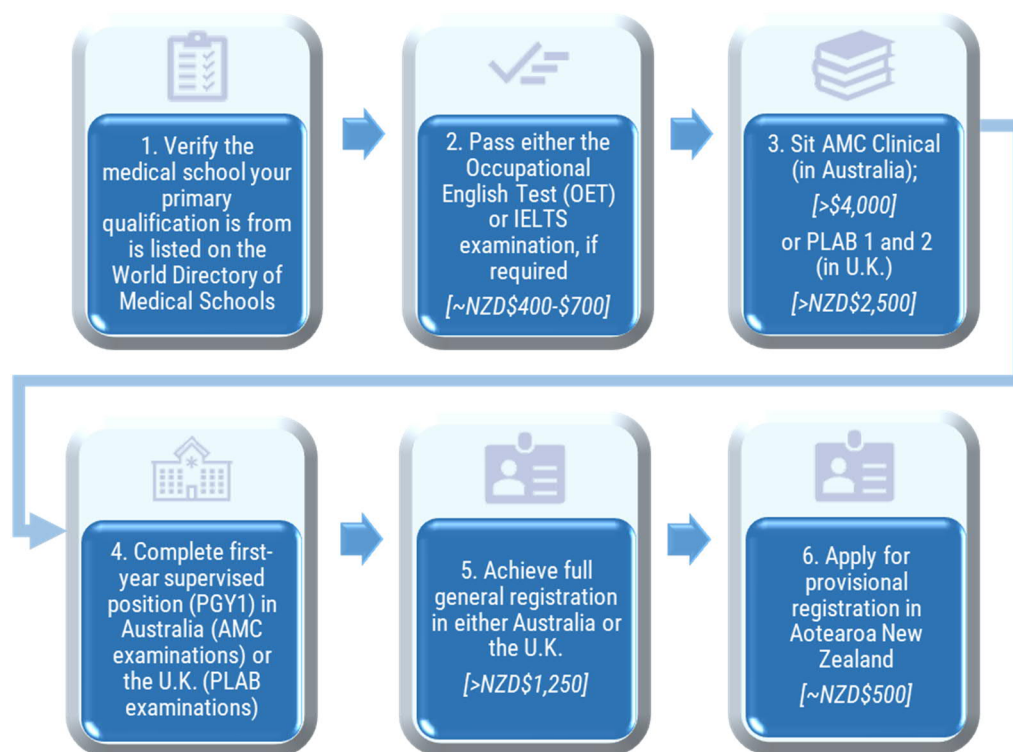 1. Verify the
medical school your
primary
qualification is from
is listed on the
World Directory of
Medical Schools
2. Pass either the
Occupational
English Test (OET)
or IELTS
examination, if
required
[~NZD$400-$700]
3. Sit AMC Clinical
(in Australia);
[>$4,000]
or PLAB 1 and 2
(in U.K.)
[>NZD$2,500]
4. Complete first-
year supervised
position (PGY1) in
Australia (AMC
examinations) or
the U.K. (PLAB
examinations)
5. Achieve full
general registration
in either Australia or
the U.K.
[>NZD$1,250]
6. Apply for
provisional
registration in
Aotearoa New
Zealand
[~NZD$500]